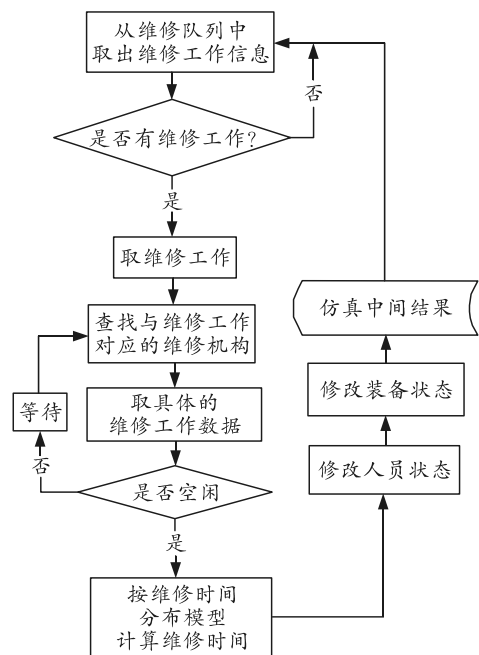 从维修队列中
取出维修工作信息
否
是否有维修工作?
是
取维修工作
查找与维修工作
对应的维修机构
仿真中间结果
等待
取具体的
维修工作数据
修改装备状态
否
是否空闲
修改人员状态
是
按维修时间
分布模型
计算维修时间